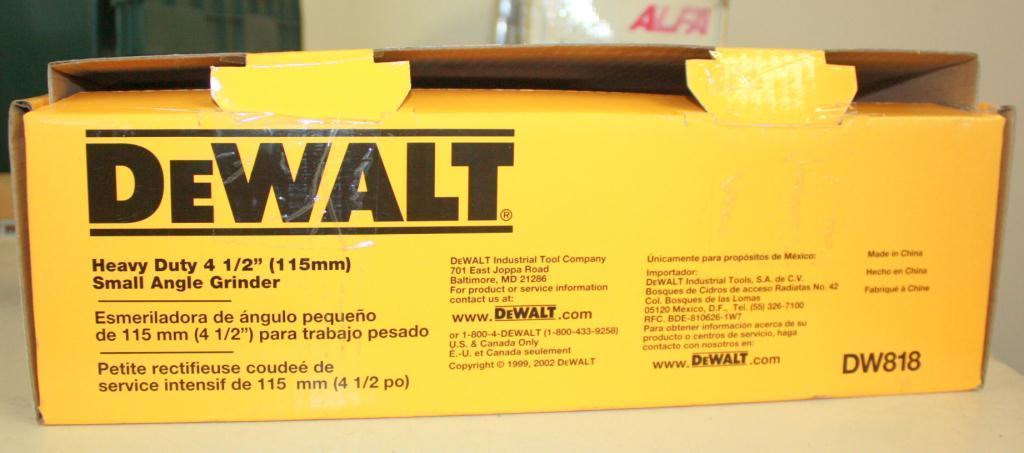 ALFA
DEWALT®
Heavy Duty 4 1/2” (115mm)
Small Angle Grinder
Esmeriladora de ángulo pequeño
de 115 mm (4 1/2”) para trabajo pesado
Petite rectifieuse coudeé de
service intensif de 115 mm (4 1/2 po)
DEWALT Industrial Tool Company
701 East Joppa Road
Baltimore, MD 21286
For product or service information
contact us at:
www.DEWALT.com
or 1-800-4-DEWALT (1-800-433-9258)
U.S. & Canada Only
É.-U. et Canada seulement
Copyright © 1999, 2002 DEWALT
Únicamente para propósitos de México:
Importador:
DEWALT Industrial Tools, S.A. de C.V.
Bosques de Cidros de acceso Radiatas No. 42
Col. Bosques de las Lomas
05120 México, D.F., Tel. (55) 326-7100
RFC. BDE-810626-1W7
Para obtener información acerca de su
producto o centros de servicio, haga
contacto con nosotros en:
www.DEWALT.com
Made in China
Hecho en China
Fabriqué à Chine
DW818